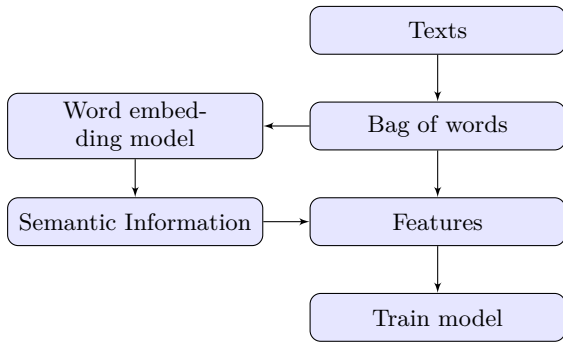 Texts
Word embed-
ding model
Bag of words
Semantic Information
Features
Train model